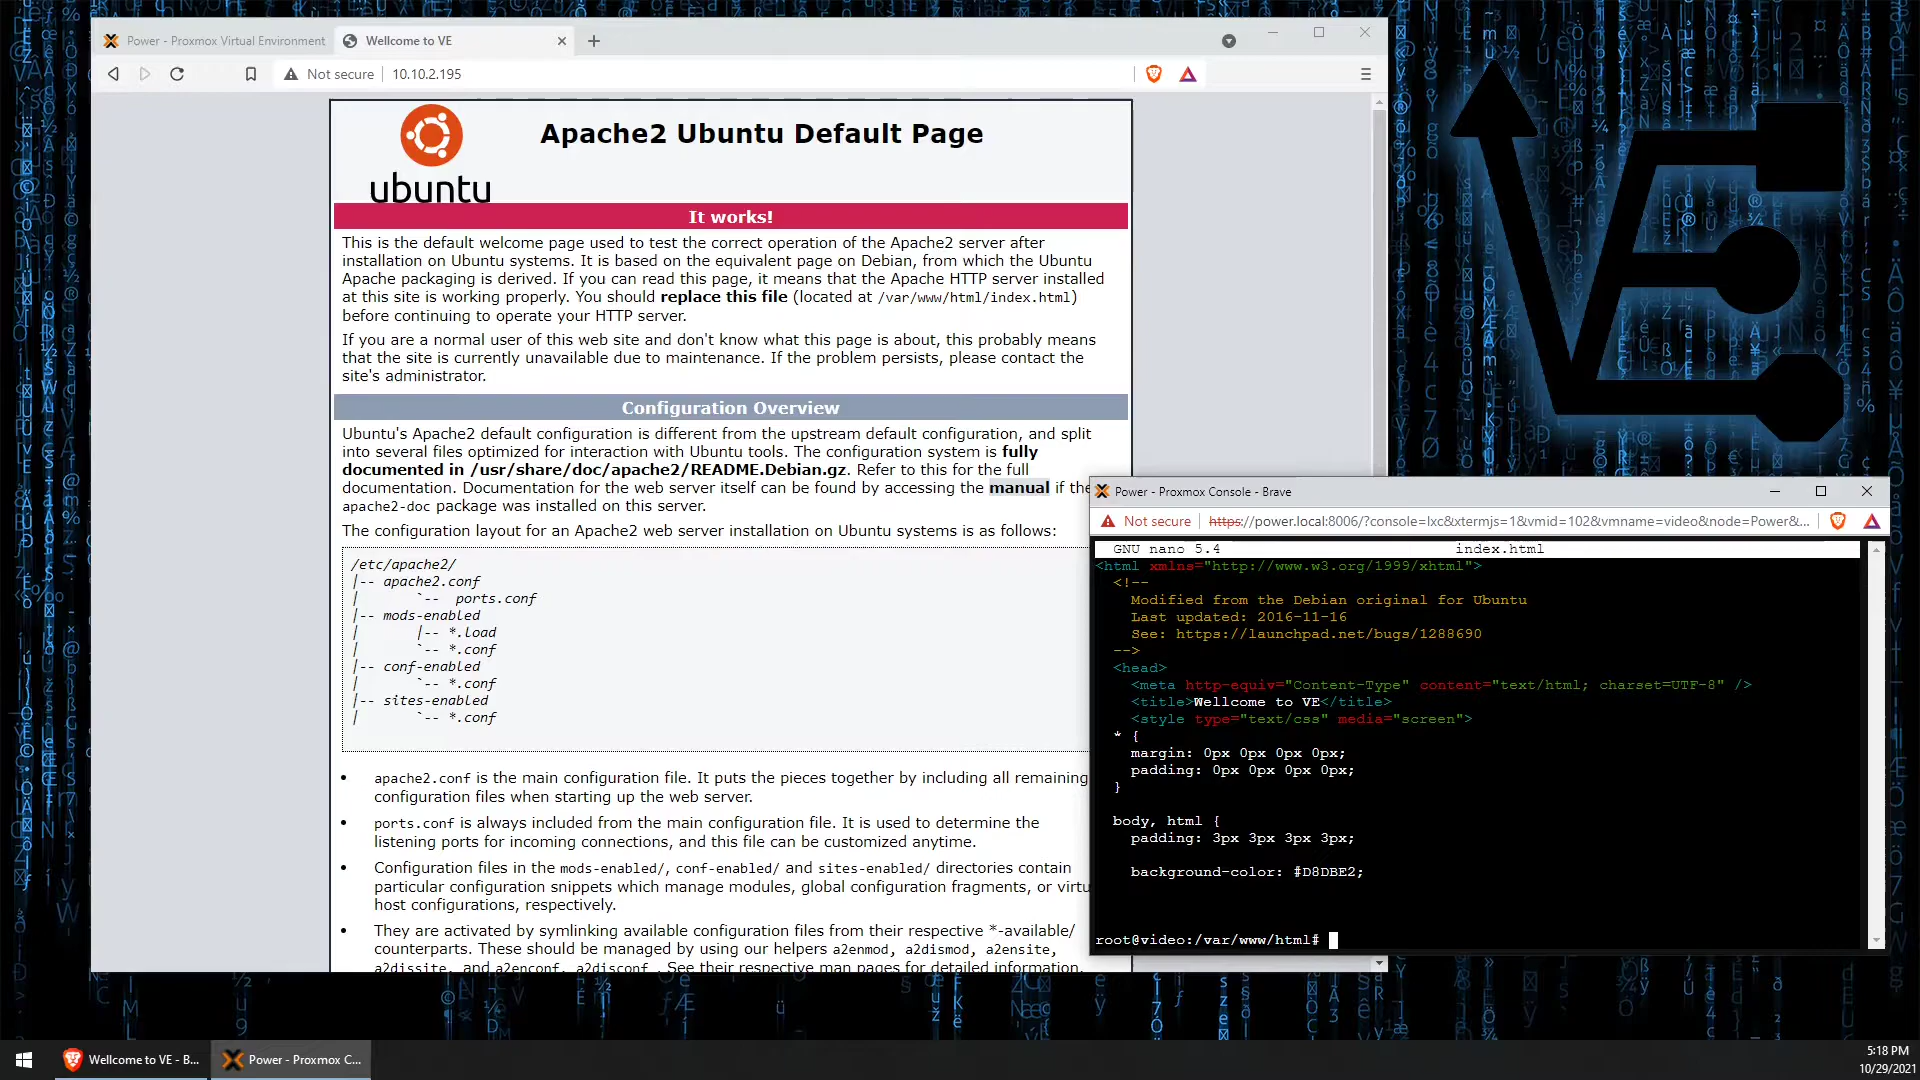 Power - Proxmox Virtual Environment
Wellcome to VE
Not secure
10.10.2.195
ubuntu
Apache2 Ubuntu Default Page
It works!
This is the default welcome page used to test the correct operation of the Apache2 server after
installation on Ubuntu systems. It is based on the equivalent page on Debian, from which the Ubuntu
Apache packaging is derived. If you can read this page, it means that the Apache HTTP server installed
at this site is working properly. You should replace this file (located at /var/www/html/index.html)
before continuing to operate your HTTP server.
If you are a normal user of this web site and don't know what this page is about, this probably means
that the site is currently unavailable due to maintenance. If the problem persists, please contact the
site's administrator.
Configuration Overview
Ubuntu's Apache2 default configuration is different from the upstream default configuration, and split
into several files optimized for interaction with Ubuntu tools. The configuration system is fully
documented in /usr/share/doc/apache2/README.Debian.gz. Refer to this for the full
documentation. Documentation for the web server itself can be found by accessing the manual if the
apache2-doc package was installed on this server.
The configuration layout for an Apache2 web server installation on Ubuntu systems is as follows:
/etc/apache2/
|-- apache2.conf
|       `--  ports.conf
|-- mods-enabled
|       |-- *.load
|       `-- *.conf
|-- conf-enabled
|       `-- *.conf
|-- sites-enabled
|       `-- *.conf
• apache2.conf is the main configuration file. It puts the pieces together by including all remaining
configuration files when starting up the web server.
• ports.conf is always included from the main configuration file. It is used to determine the
listening ports for incoming connections, and this file can be customized anytime.
• Configuration files in the mods-enabled/, conf-enabled/ and sites-enabled/ directories contain
particular configuration snippets which manage modules, global configuration fragments, or virtu
host configurations, respectively.
• They are activated by symlinking available configuration files from their respective *-available/
counterparts. These should be managed by using our helpers a2enmod, a2dismod, a2ensite,
a2dissite, and a2enconf, a2disconf . See their respective man pages for detailed information.
Power - Proxmox Console - Brave
Not secure
https://power.local:8006/?console=lxc&xtermjs=1&vmid=102&vmname=video&node=Power&...
GNU nano 5.4 index.html
<html xmlns="http://www.w3.org/1999/xhtml">
<!--
Modified from the Debian original for Ubuntu
Last updated: 2016-11-16
See: https://launchpad.net/bugs/1288690
-->
<head>
<meta http-equiv="Content-Type" content="text/html; charset=UTF-8" />
<title>Wellcome to VE</title>
<style type="text/css" media="screen">
* {
margin: 0px 0px 0px 0px;
padding: 0px 0px 0px 0px;
}
body, html {
padding: 3px 3px 3px 3px;
background-color: #D8DBE2;
root@video:/var/www/html#
Wellcome to VE - B...
Power - Proxmox C...
5:18 PM
10/29/2021